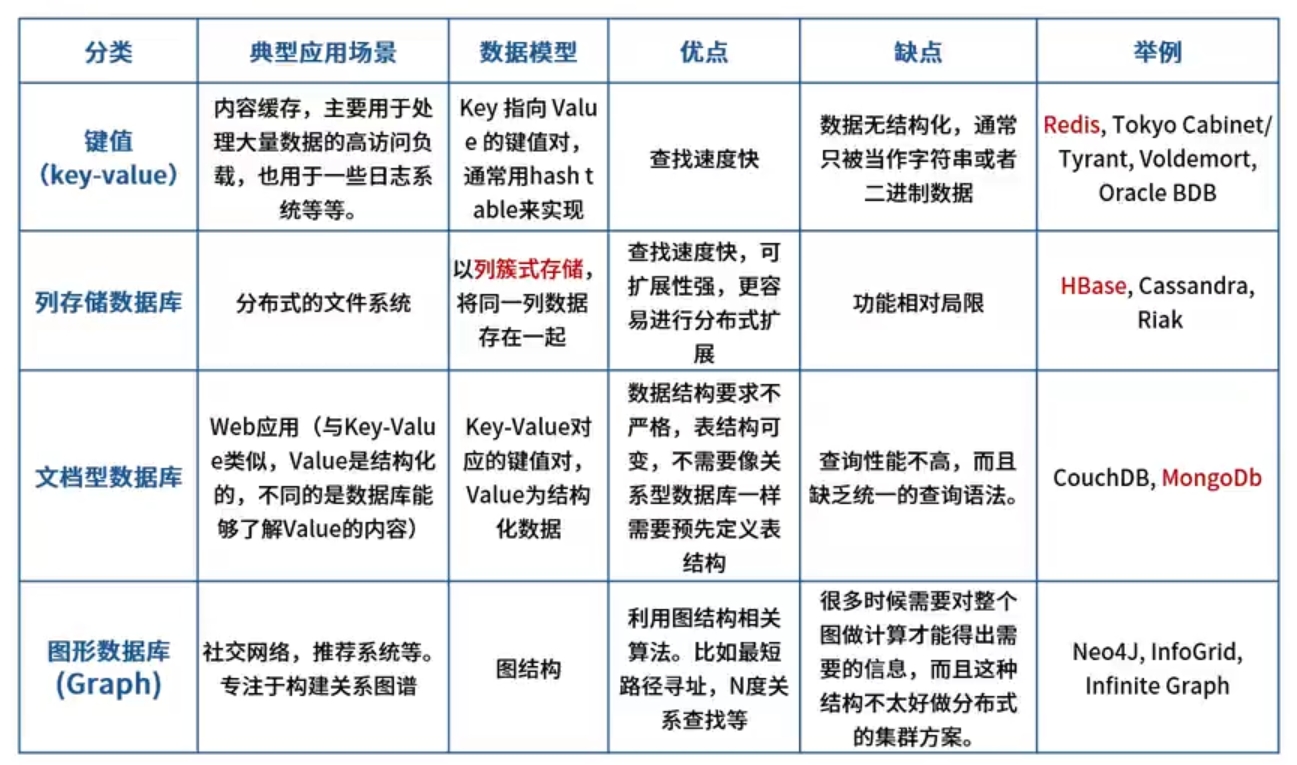 分类
典型应用场景
数据模型
优点
缺点
举例
键值
（key-value）
内容缓存，主要用于处
理大量数据的高访问负
载，也用于一些日志系
统等等。
Key 指向 Valu
e 的键值对，
通常用hash t
able来实现
查找速度快
数据无结构化，通常
只被当作字符串或者
二进制数据
Redis, Tokyo Cabinet/
Tyrant, Voldemort,
Oracle BDB
列存储数据库
分布式的文件系统
以列簇式存储，
将同一列数据
存在一起
查找速度快，可
扩展性强，更容
易进行分布式扩
展
功能相对局限
HBase, Cassandra,
Riak
文档型数据库
Web应用（与Key-Valu
e类似，Value是结构化
的，不同的是数据库能
够了解Value的内容）
Key-Value对
应的键值对，
Value为结构
化数据
数据结构要求不
严格，表结构可
变，不需要像关
系型数据库一样
需要预先定义表
结构
查询性能不高，而且
缺乏统一的查询语法。
CouchDB, MongoDb
图形数据库
(Graph)
社交网络，推荐系统等。
专注于构建关系图谱
图结构
利用图结构相关
算法。比如最短
路径寻址，N度关
系查找等
很多时候需要对整个
图做计算才能得出需
要的信息，而且这种
结构不太好做分布式
的集群方案。
Neo4J, InfoGrid,
Infinite Graph